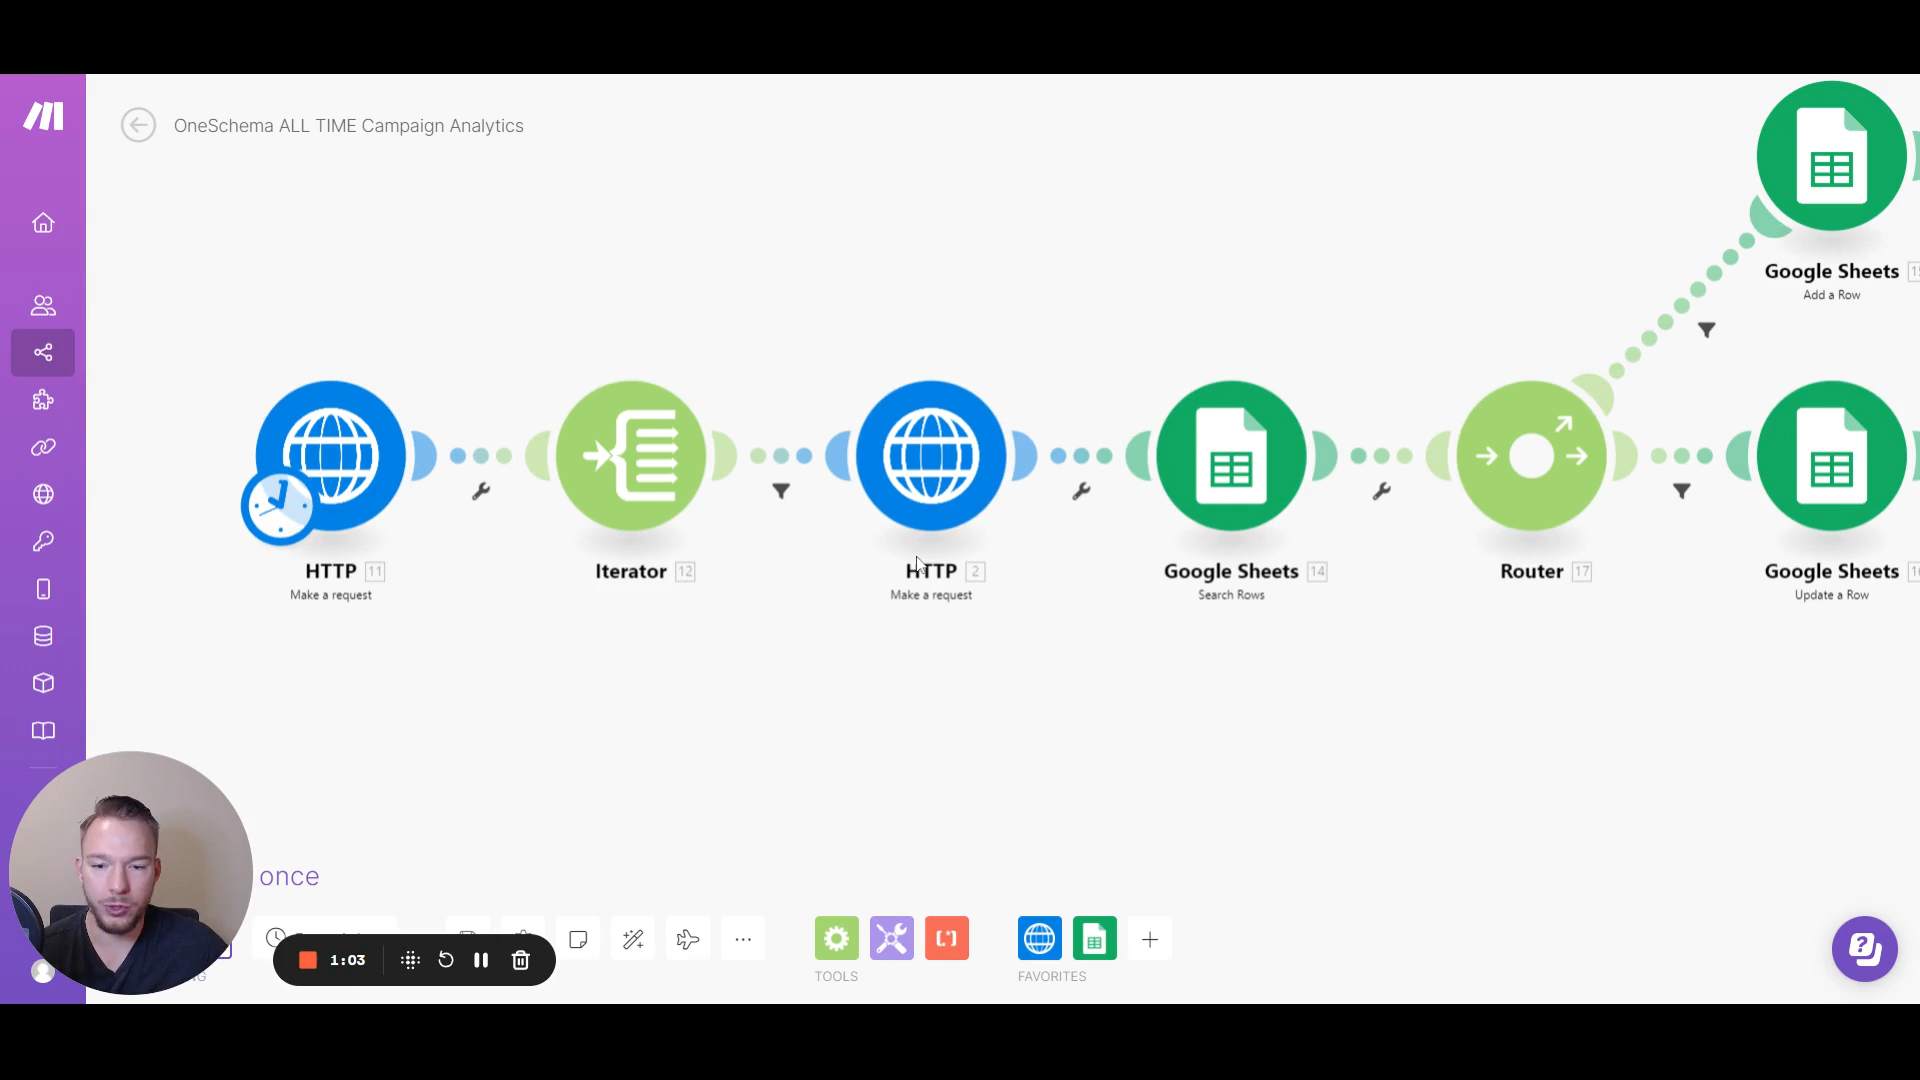 OneSchema ALL TIME Campaign Analytics
Google Sheets
Add a Row
HTTP 11
Make a request
Iterator 12
HTTP 2
Make a request
Google Sheets 14
Search Rows
Router 17
Google Sheets
Update a Row
once
1:03
TOOLS
FAVORITES